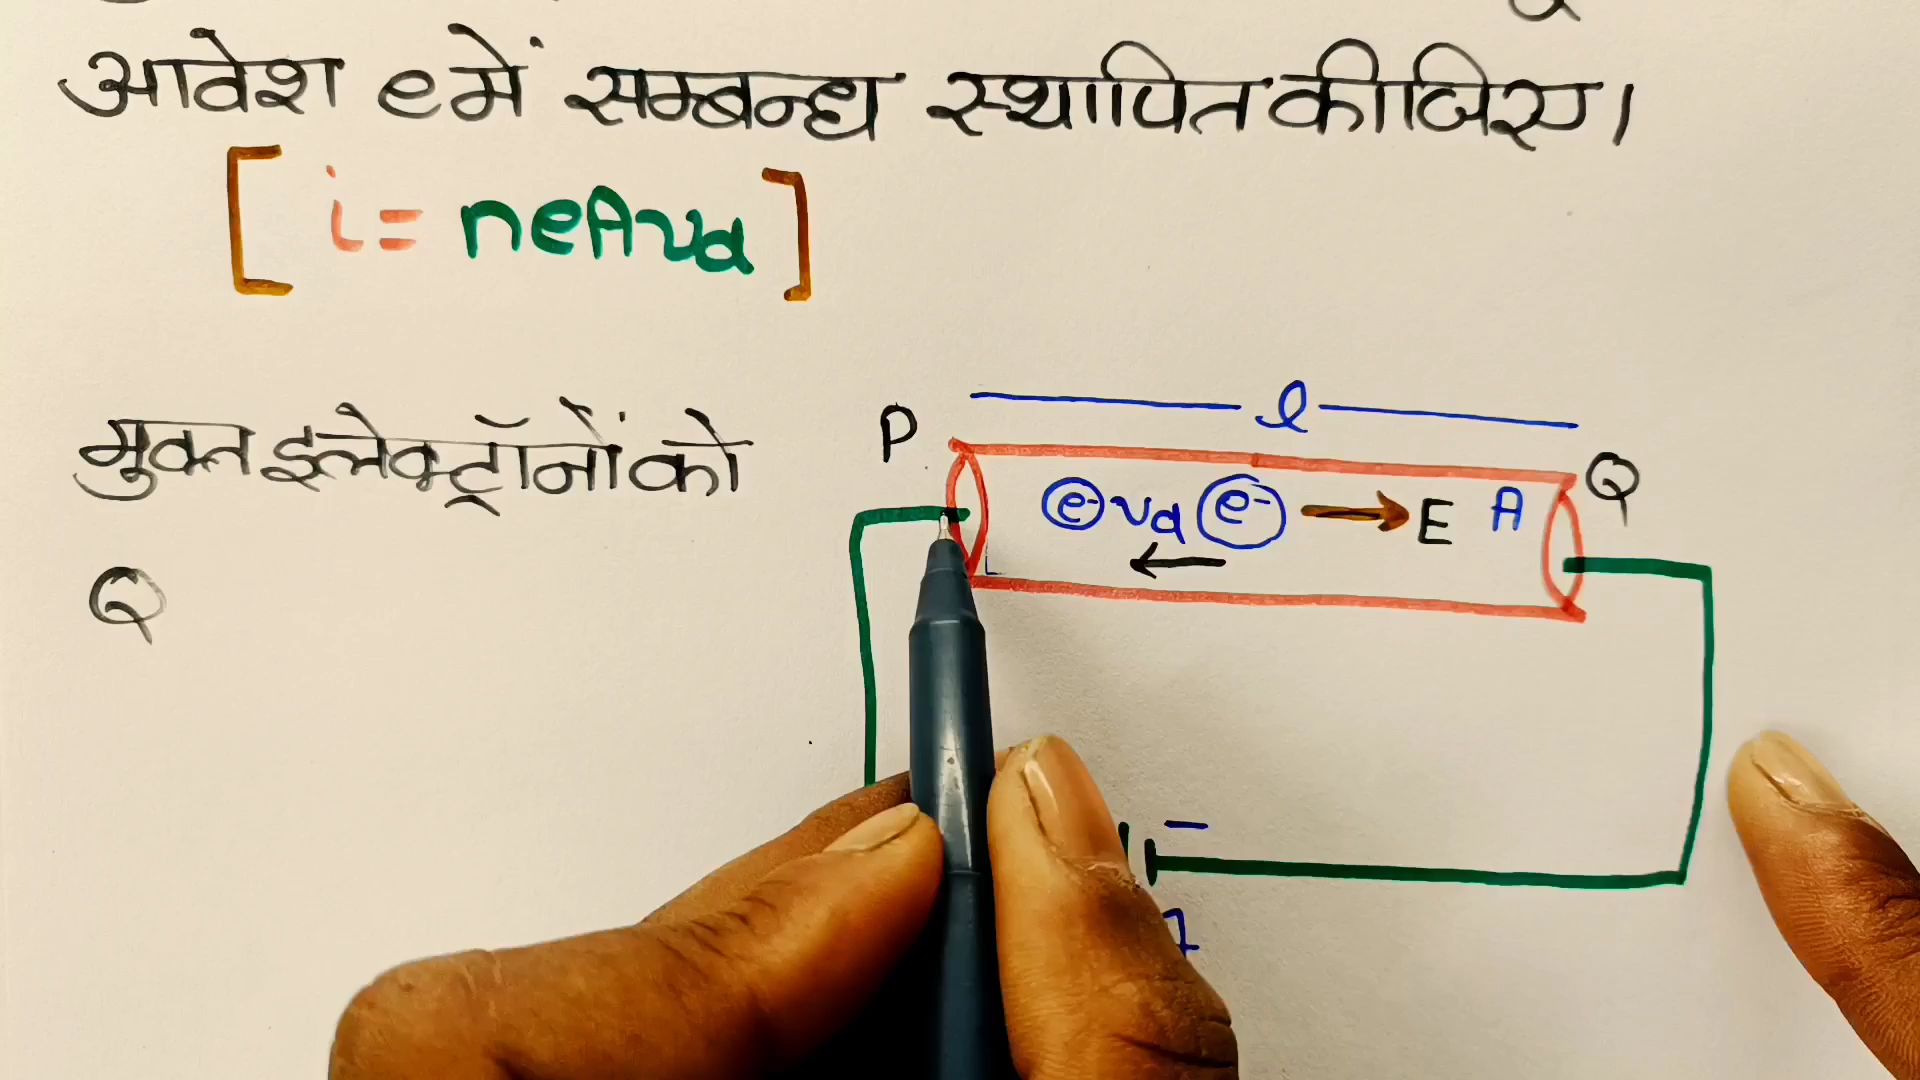 आवेश e में सम्बन्ध स्थापित कीजिए।
[ i = neAvd ]
l
P
Q
मुक्त इलेक्ट्रॉनों को
e- vd e- → E A
←
Q
−